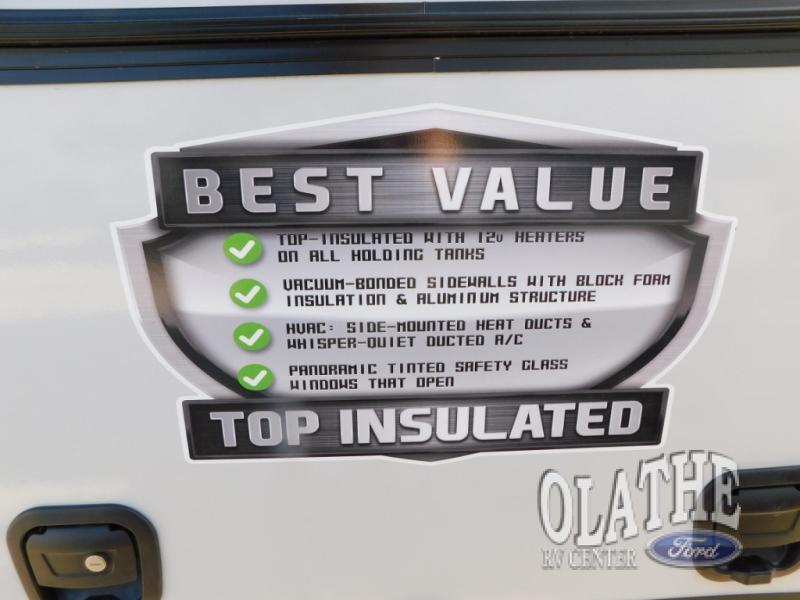 BEST VALUE
TOP-INSULATED WITH 12v HEATERS
ON ALL HOLDING TANKS
VACUUM-BONDED SIDEWALLS WITH BLOCK FOAM
INSULATION & ALUMINUM STRUCTURE
HVAC: SIDE-MOUNTED HEAT DUCTS &
WHISPER-QUIET DUCTED A/C
PANORAMIC TINTED SAFETY GLASS
WINDOWS THAT OPEN
TOP INSULATED
OLATHE
RV CENTER
Ford